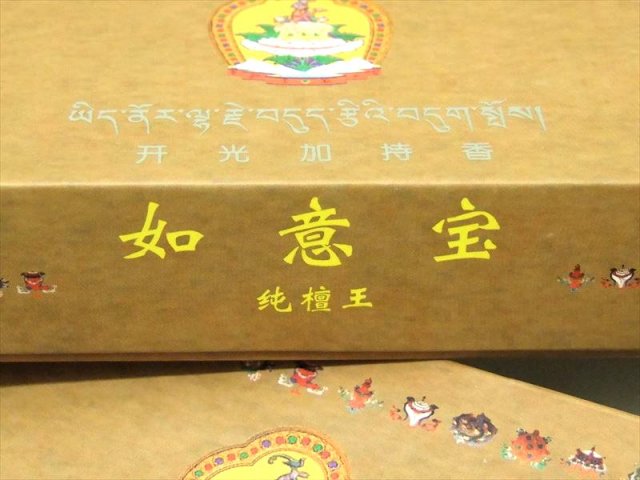 ཡིད་ནོར་ལྷ་རྫེ་བདུད་རྩིའི་བདུག་སྤོས།
开光加持香
如意宝
纯檀王